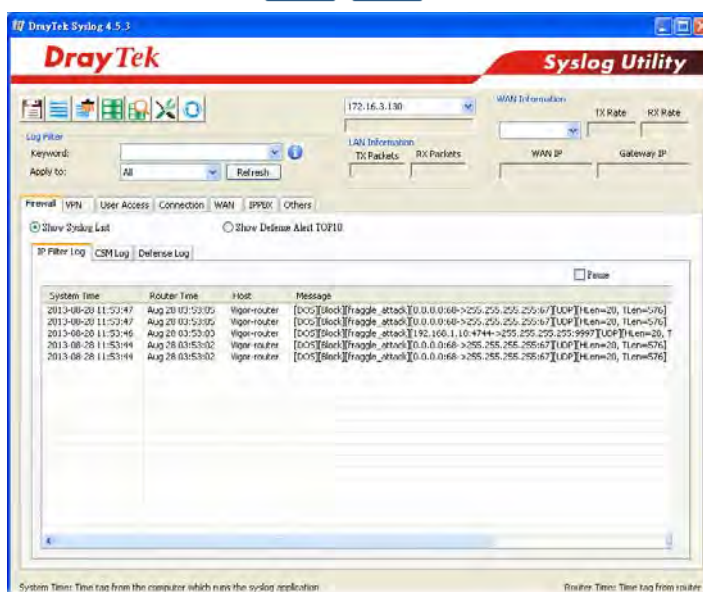 DrayTek Syslog 4.5.3
DrayTek
Syslog Utility
172.16.3.130
WAN Information
TX Rate RX Rate
Log Filter
Keyword:
LAN Information
TX Packets RX Packets
WAN IP Gateway IP
Apply to: All Refresh
Firewall VPN User Access Connection WAN IPPBX Others
Show Syslog List Show Defense Alert TOP10
IP Filter Log CSM Log Defense Log
Pause
System Time Router Time Host Message
2013-08-28 11:53:47 Aug 28 03:53:05 Vigor-router [DOS][Block][fraggle_attack][0.0.0.0:68->255.255.255.255:67][UDP][HLen=20, TLen=576]
2013-08-28 11:53:47 Aug 28 03:53:05 Vigor-router [DOS][Block][fraggle_attack][0.0.0.0:68->255.255.255.255:67][UDP][HLen=20, TLen=576]
2013-08-28 11:53:46 Aug 28 03:53:03 Vigor-router [DOS][Block][fraggle_attack][192.168.1.10:4744->255.255.255.255:9997][UDP][HLen=20, T
2013-08-28 11:53:44 Aug 28 03:53:02 Vigor-router [DOS][Block][fraggle_attack][0.0.0.0:68->255.255.255.255:67][UDP][HLen=20, TLen=576]
2013-08-28 11:53:44 Aug 28 03:53:02 Vigor-router [DOS][Block][fraggle_attack][0.0.0.0:68->255.255.255.255:67][UDP][HLen=20, TLen=576]
System Time: Time tag from the computer which runs the syslog application Router Time: Time tag from router